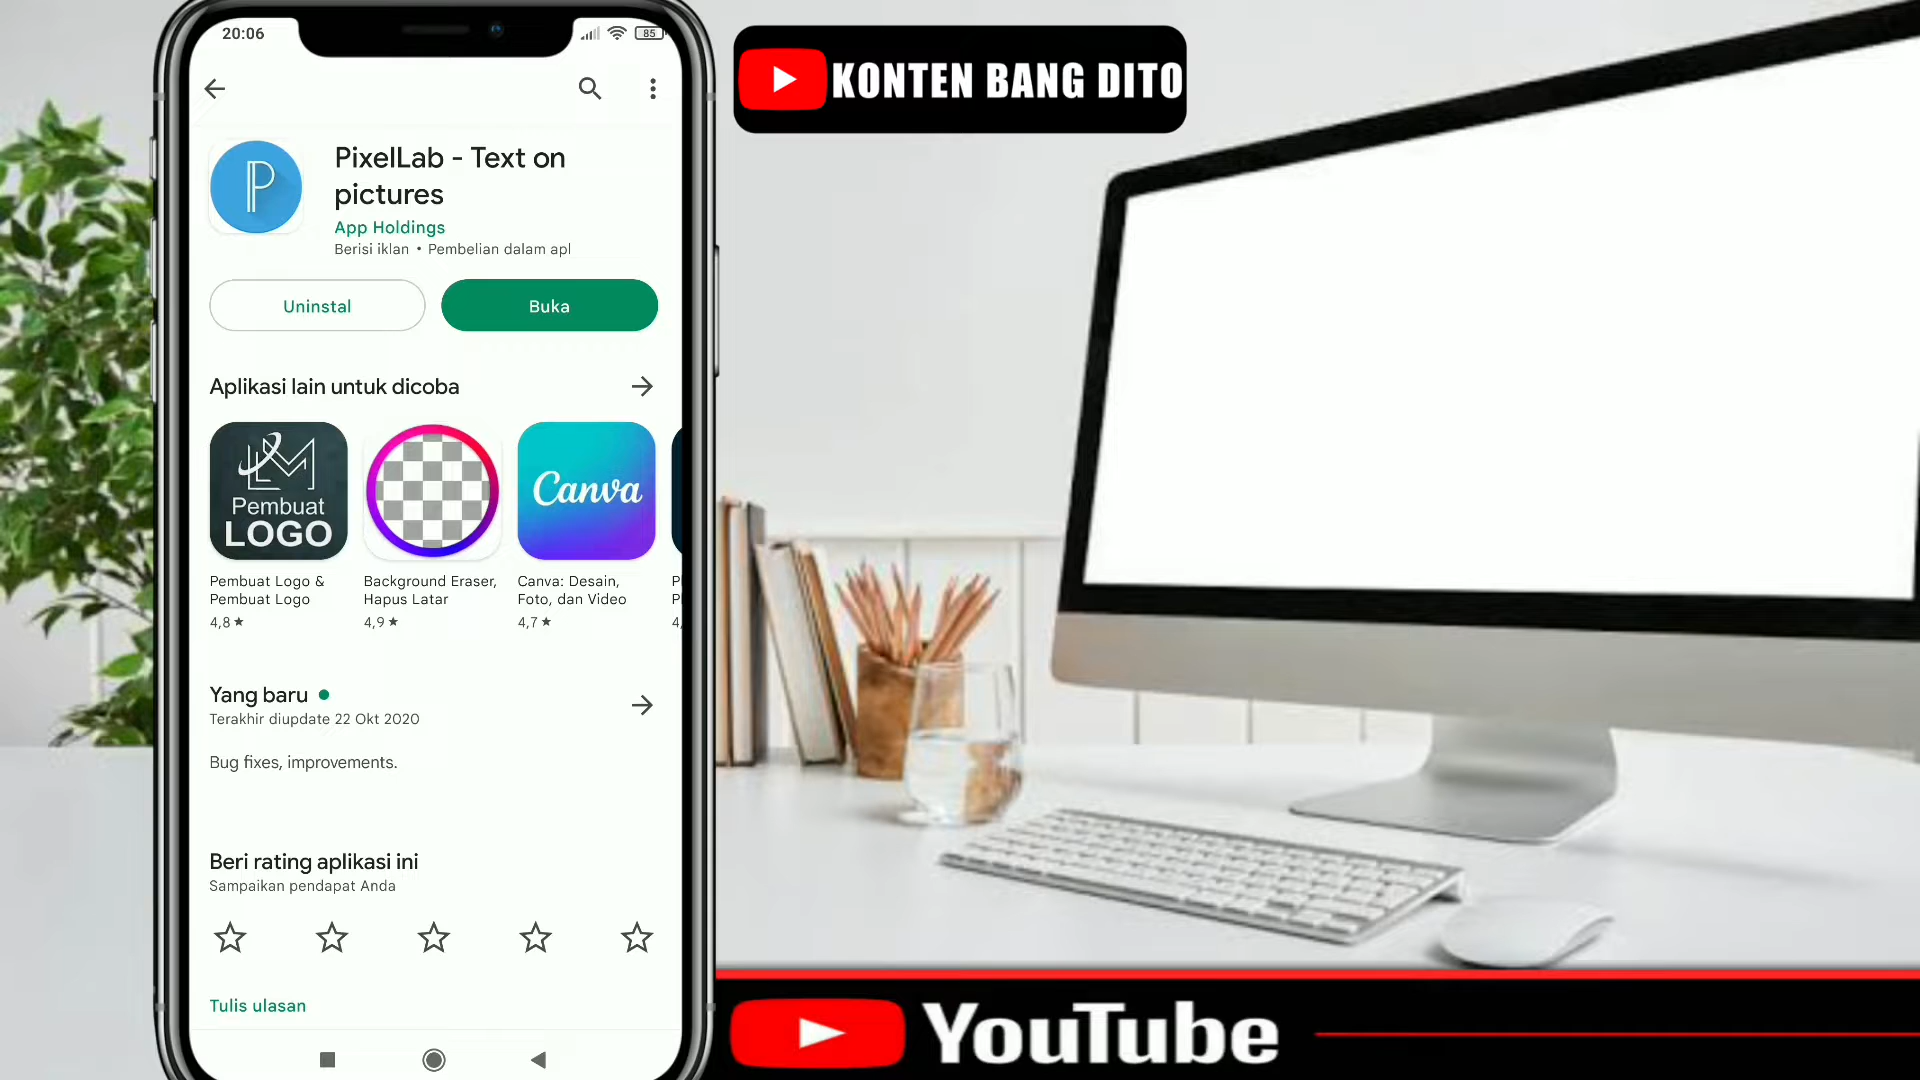 20:06
85
KONTEN BANG DITO
PixelLab - Text on
pictures
App Holdings
Berisi iklan • Pembelian dalam apl
Uninstal
Buka
Aplikasi lain untuk dicoba
LM
Pembuat
LOGO
Canva
Pembuat Logo &
Pembuat Logo
4,8 ★
Background Eraser,
Hapus Latar
4,9 ★
Canva: Desain,
Foto, dan Video
4,7 ★
Yang baru
Terakhir diupdate 22 Okt 2020
Bug fixes, improvements.
Beri rating aplikasi ini
Sampaikan pendapat Anda
Tulis ulasan
YouTube